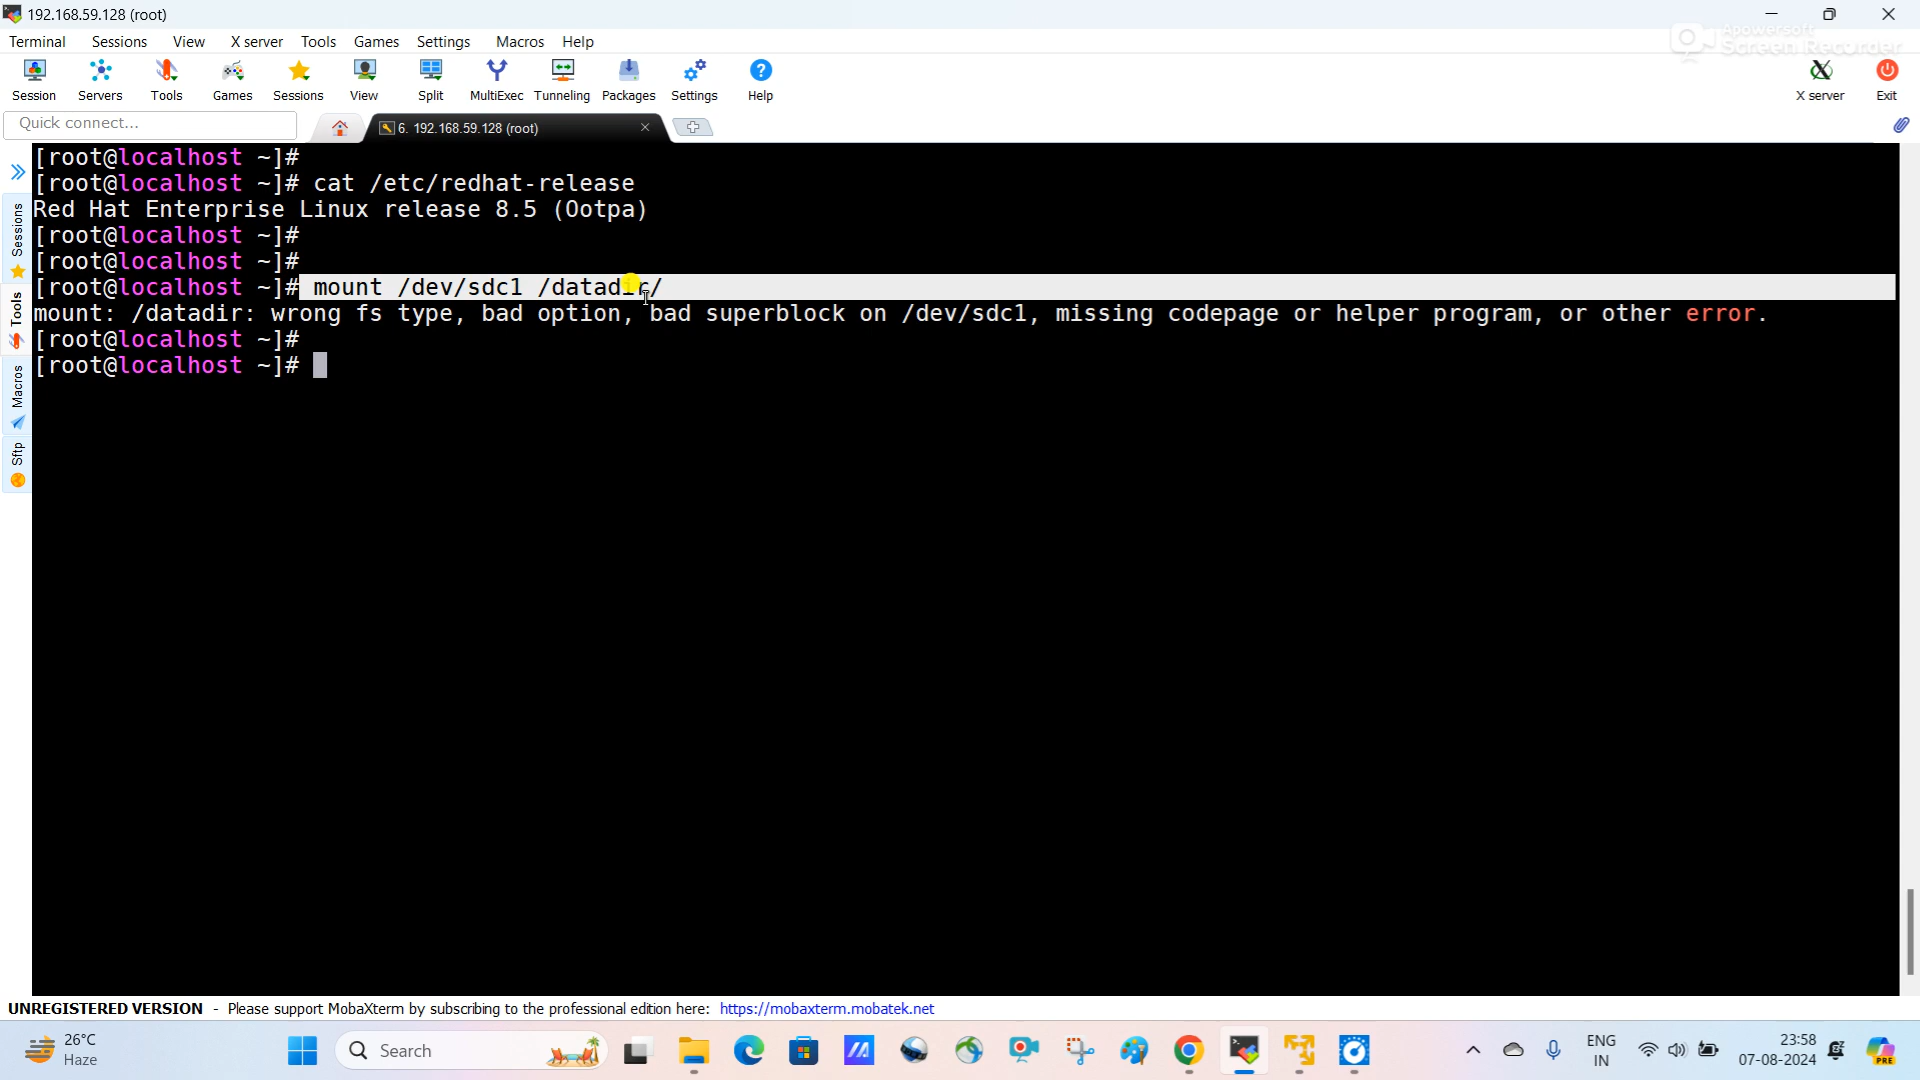 192.168.59.128 (root)
Apowersoft
Screen Recorder
Terminal Sessions View X server Tools Games Settings Macros Help
Session Servers Tools Games Sessions View Split MultiExec Tunneling Packages Settings Help X server Exit
Quick connect...
6. 192.168.59.128 (root)
Sessions
Tools
Macros
Sftp
[root@localhost ~]#
[root@localhost ~]# cat /etc/redhat-release
Red Hat Enterprise Linux release 8.5 (Ootpa)
[root@localhost ~]#
[root@localhost ~]#
[root@localhost ~]# mount /dev/sdc1 /datadir/
mount: /datadir: wrong fs type, bad option, bad superblock on /dev/sdc1, missing codepage or helper program, or other error.
[root@localhost ~]#
[root@localhost ~]#
UNREGISTERED VERSION - Please support MobaXterm by subscribing to the professional edition here: https://mobaxterm.mobatek.net
26°C
Haze
Search
ENG
IN
23:58
07-08-2024
PRE